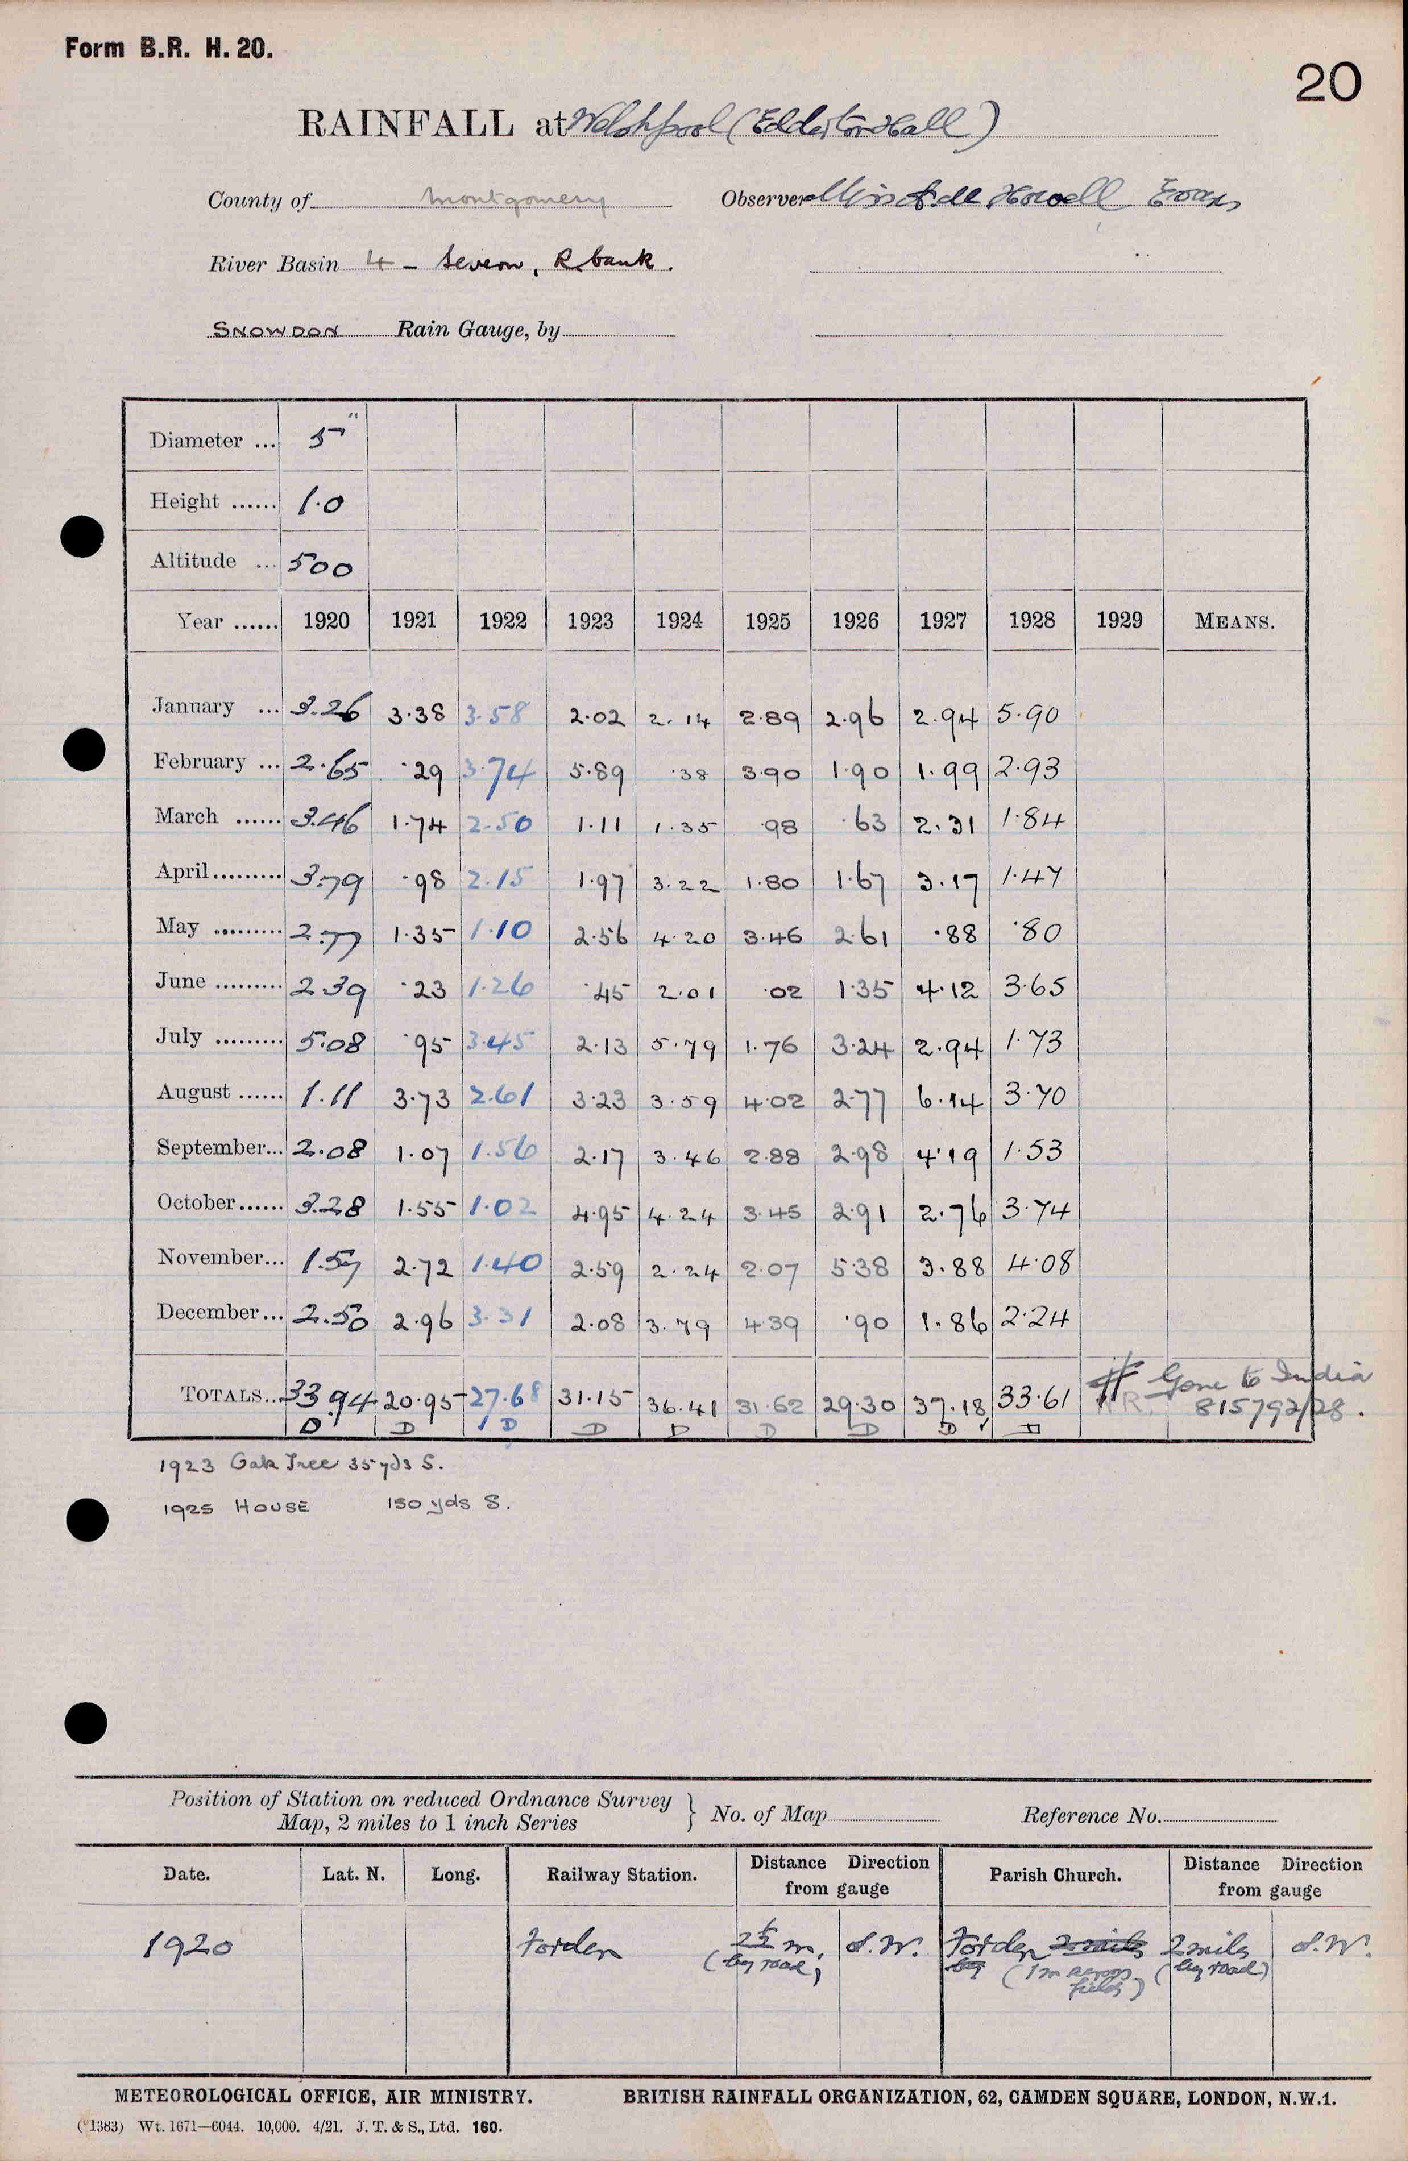 Form B.R. H. 20.
20
RAINFALL at Welshpool (Edderton Hall)
County of Montgomery Observer Howell Evans
River Basin 4 - Severn, R. bank.
SNOWDON Rain Gauge, by
Diameter ... 5"
Height ...... 1.0
Altitude ... 500
Year ...... 1920 1921 1922 1923 1924 1925 1926 1927 1928 1929 MEANS.
January ... 3.26 3.38 3.58 2.02 2.14 2.89 2.96 2.94 5.90
February ... 2.65 .29 3.74 5.89 .38 3.90 1.90 1.99 2.93
March ...... 3.46 1.74 2.50 1.11 1.35 .98 .63 2.31 1.84
April ......... 3.79 .98 2.15 1.97 3.22 1.80 1.67 3.17 1.47
May ......... 2.77 1.35 1.10 2.56 4.20 3.46 2.61 .88 .80
June ......... 2.39 .23 1.26 .45 2.01 .02 1.35 4.12 3.65
July ......... 5.08 .95 3.45 2.13 5.79 1.76 3.24 2.94 1.73
August ...... 1.11 3.73 2.61 3.23 3.59 4.02 2.77 6.14 3.70
September... 2.08 1.07 1.56 2.17 3.46 2.88 2.98 4.19 1.53
October...... 3.28 1.55 1.02 4.95 4.24 3.45 2.91 2.76 3.74
November... 1.57 2.72 1.40 2.59 2.24 2.07 5.38 3.88 4.08
December... 2.50 2.96 3.31 2.08 3.79 4.39 .90 1.86 2.24
TOTALS... 33.94 20.95 27.68 31.15 36.41 31.62 29.30 37.18 33.61 # Gone to India
D D D D D D D D D N.R. 815792/28.
1923 Oak Tree 35 yds S.
1925 HOUSE 150 yds S.
Position of Station on reduced Ordnance Survey
Map, 2 miles to 1 inch Series } No. of Map Reference No.
Date. Lat. N. Long. Railway Station. Distance Direction from gauge Parish Church. Distance Direction from gauge
1920 Forden 2½ m. S.W. Forden 2 miles 2 miles S.W.
(by road) by (1 m across fields) (by road)
METEOROLOGICAL OFFICE, AIR MINISTRY. BRITISH RAINFALL ORGANIZATION, 62, CAMDEN SQUARE, LONDON, N.W.1.
(*1383) Wt. 1671—6044. 10,000. 4/21. J. T. & S., Ltd. 160.